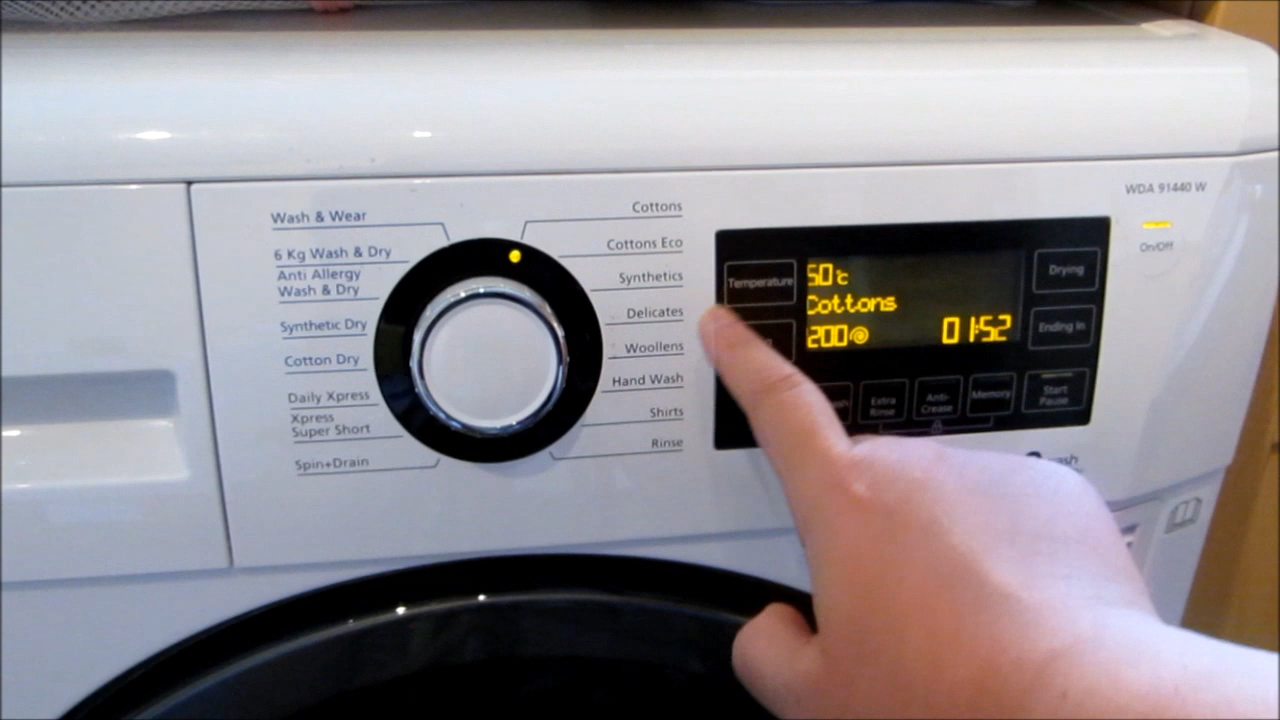 Wash & Wear
6 Kg Wash & Dry
Anti Allergy
Wash & Dry
Synthetic Dry
Cotton Dry
Daily Xpress
Xpress
Super Short
Spin+Drain
Cottons
Cottons Eco
Synthetics
Delicates
Woollens
Hand Wash
Shirts
Rinse
Temperature
50°c
Cottons
200
01:52
Drying
Ending In
Start
Pause
Extra
Rinse
Anti-
Crease
Memory
WDA 91440 W
On/Off